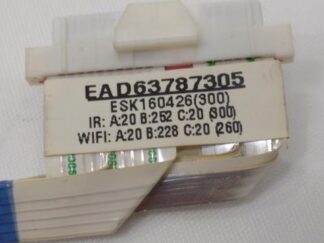 EAD63787305
ESK160426(300)
IR: A:20 B:252 C:20 (300)
WIFI: A:20 B:228 C:20 (260)